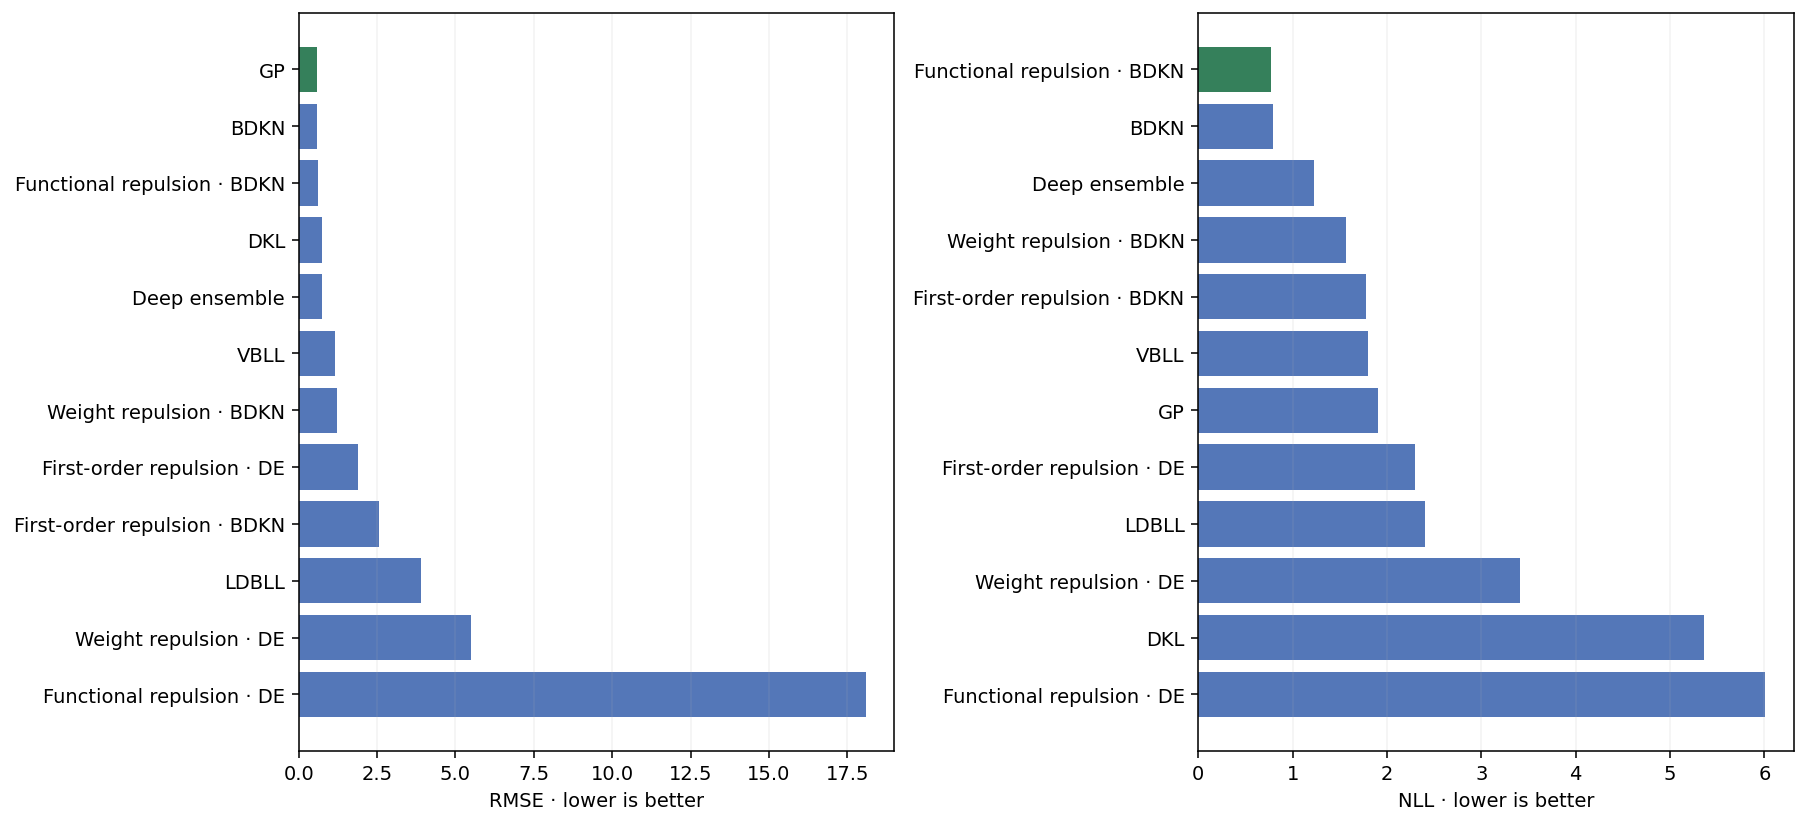 GP
BDKN
Functional repulsion · BDKN
DKL
Deep ensemble
VBLL
Weight repulsion · BDKN
First-order repulsion · DE
First-order repulsion · BDKN
LDBLL
Weight repulsion · DE
Functional repulsion · DE
0.0 2.5 5.0 7.5 10.0 12.5 15.0 17.5
RMSE · lower is better
Functional repulsion · BDKN
BDKN
Deep ensemble
Weight repulsion · BDKN
First-order repulsion · BDKN
VBLL
GP
First-order repulsion · DE
LDBLL
Weight repulsion · DE
DKL
Functional repulsion · DE
0 1 2 3 4 5 6
NLL · lower is better